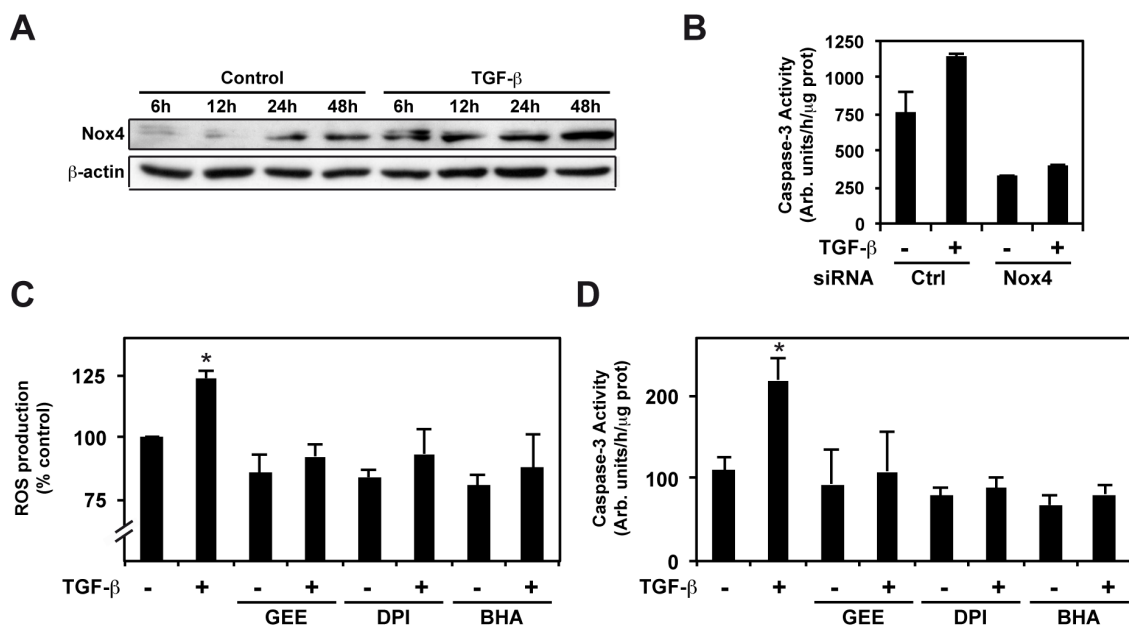 A
Control TGF-β
6h 12h 24h 48h 6h 12h 24h 48h
Nox4
β-actin
B
Caspase-3 Activity
(Arb. units/h/μg prot)
1250
1000
750
500
250
0
TGF-β - + - +
siRNA Ctrl Nox4
C
ROS production
(% control)
125
100
75
*
TGF-β - + - + - + - +
GEE DPI BHA
D
Caspase-3 Activity
(Arb. units/h/μg prot)
200
100
0
*
- + - + - + - +
TGF-β
GEE DPI BHA